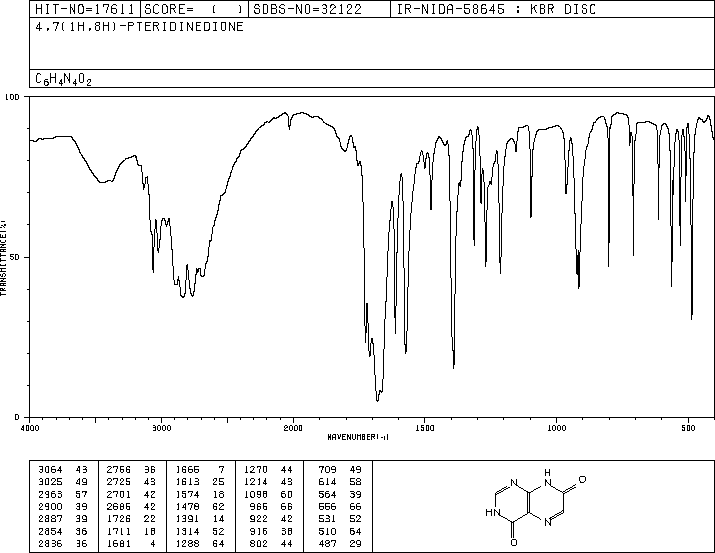 HIT-NO=17611 SCORE= ( ) SDBS-NO=32122 IR-NIDA-58645 : KBR DISC
4,7(1H,8H)-PTERIDINEDIONE
C6H4N4O2
100
50
0
TRANSMITTANCE(%)
4000 3000 2000 1500 1000 500
WAVENUMBER(-1)
3064 43 2766 36 1666 7 1270 44 709 49
3025 49 2725 43 1613 25 1214 43 614 58
2963 57 2701 42 1574 18 1098 60 564 39
2900 39 2686 42 1478 62 966 66 556 66
2887 39 1726 22 1391 14 922 42 531 52
2854 36 1711 18 1314 52 916 38 510 64
2836 36 1681 4 1288 64 802 44 487 29
H
N N O
HN N
O